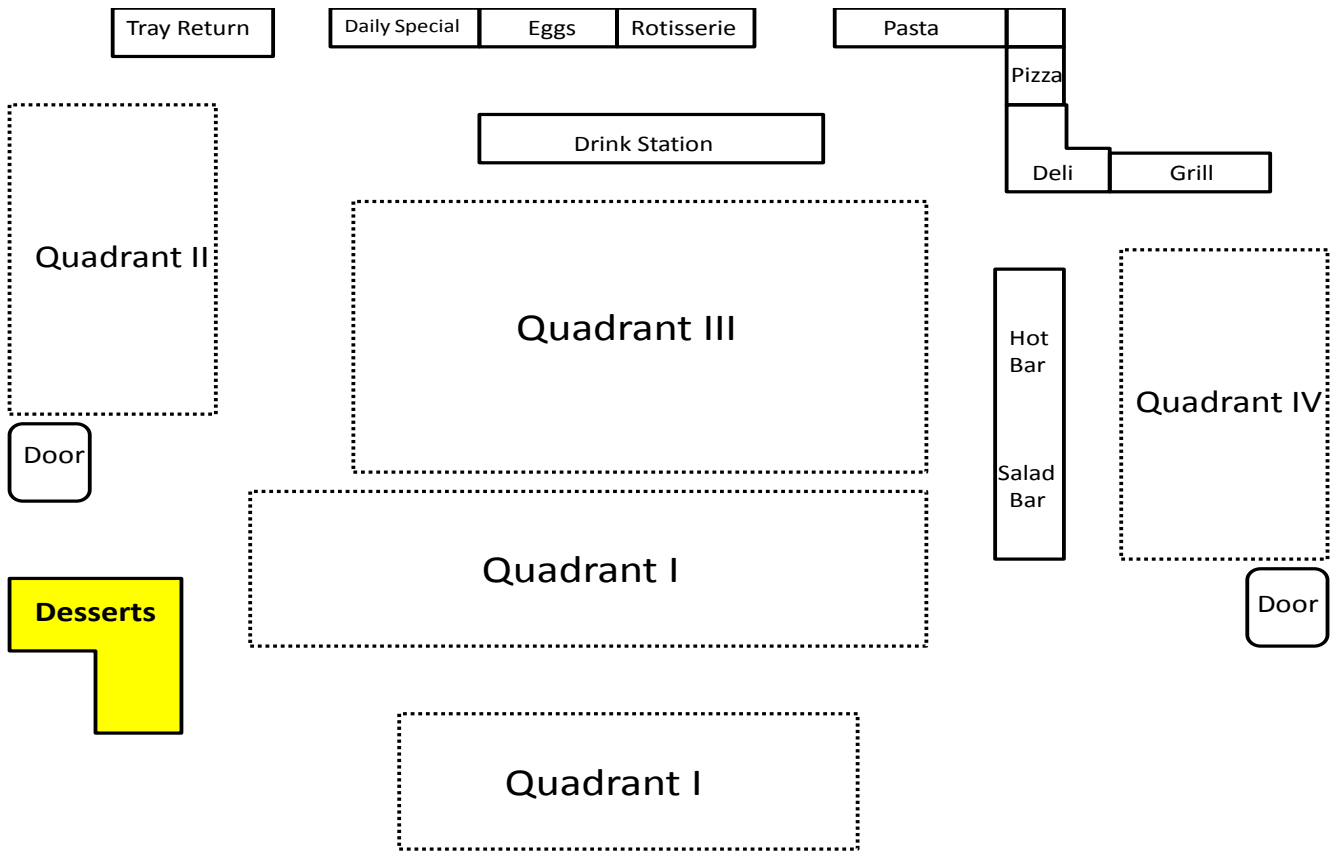 Tray Return
Daily Special
Eggs
Rotisserie
Pasta
Pizza
Drink Station
Deli
Grill
Quadrant II
Quadrant III
Hot
Bar
Quadrant IV
Door
Salad
Bar
Quadrant I
Desserts
Door
Quadrant I